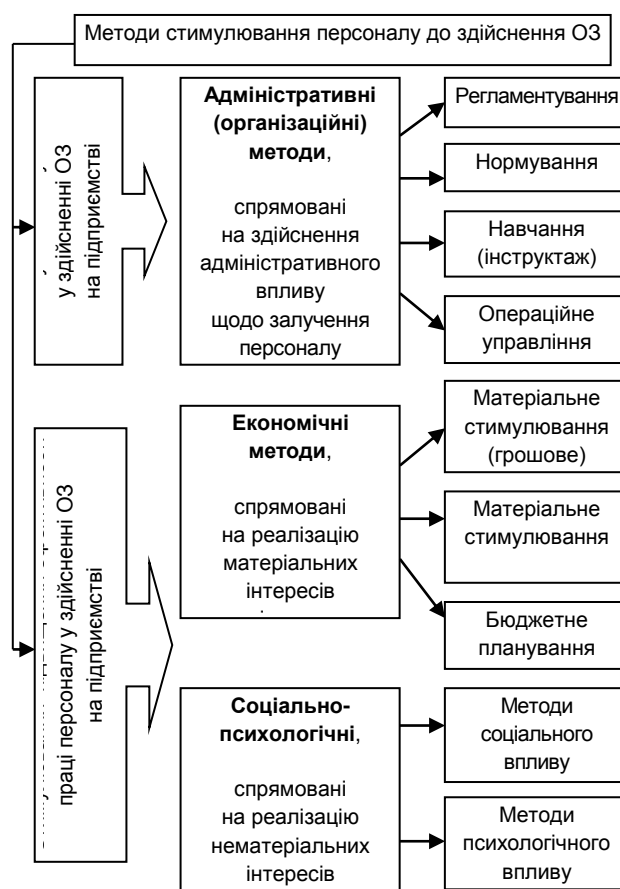 Методи стимулювання персоналу до здійснення ОЗ
у здійсненні ОЗ
на підприємстві
Адміністративні
(організаційні)
методи,
спрямовані
на здійснення
адміністративного
впливу
щодо залучення
персоналу
Регламентування
Нормування
Навчання
(інструктаж)
Операційне
управління
праці персоналу у здійсненні ОЗ
на підприємстві
Економічні
методи,
спрямовані
на реалізацію
матеріальних
інтересів
Матеріальне
стимулювання
(грошове)
Матеріальне
стимулювання
Бюджетне
планування
Соціально-
психологічні,
спрямовані
на реалізацію
нематеріальних
інтересів
Методи
соціального
впливу
Методи
психологічного
впливу